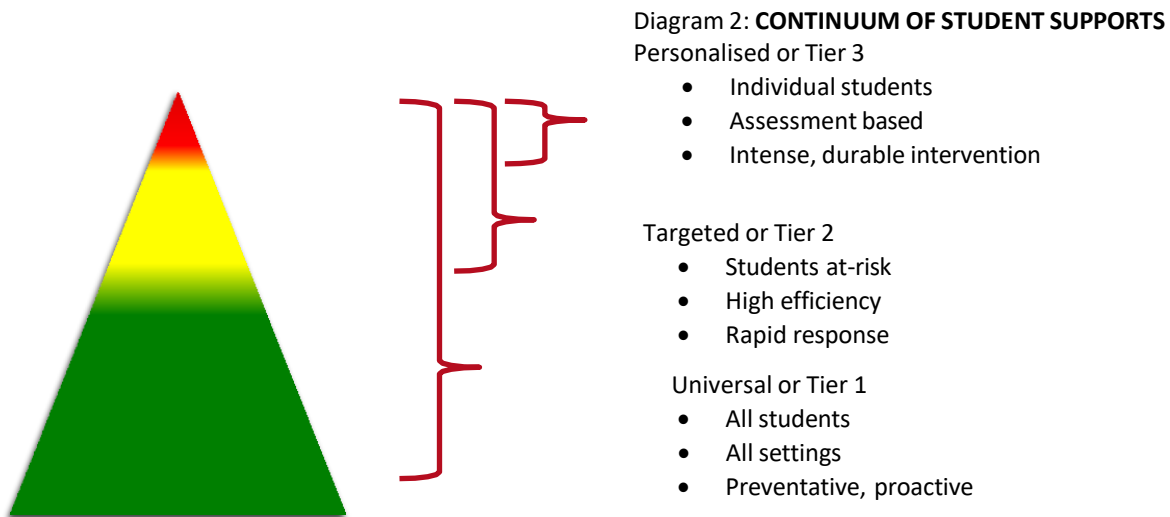 Diagram 2: CONTINUUM OF STUDENT SUPPORTS
Personalised or Tier 3
• Individual students
• Assessment based
• Intense, durable intervention
Targeted or Tier 2
• Students at-risk
• High efficiency
• Rapid response
Universal or Tier 1
• All students
• All settings
• Preventative, proactive